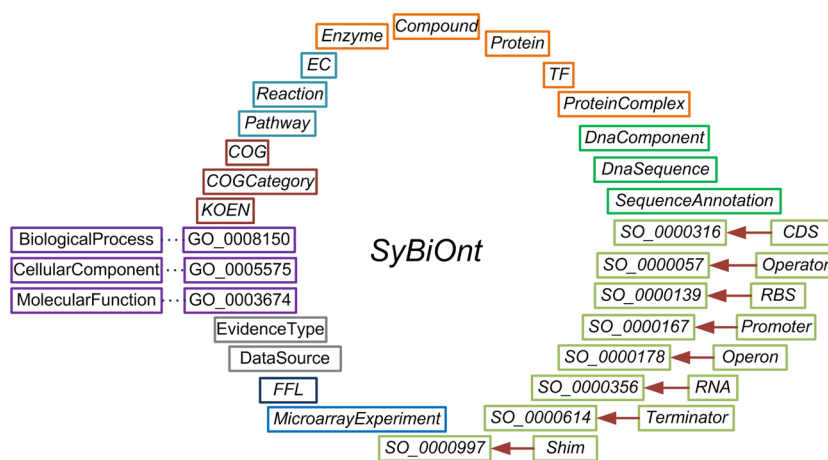 Compound
Enzyme
Protein
EC
TF
Reaction
ProteinComplex
Pathway
DnaComponent
COG
DnaSequence
COGCategory
SequenceAnnotation
KOEN
SO_0000316 CDS
BiologicalProcess GO_0008150
SyBiOnt
CellularComponent GO_0005575
SO_0000057 Operator
MolecularFunction GO_0003674
SO_0000139 RBS
EvidenceType
SO_0000167 Promoter
DataSource
SO_0000178 Operon
FFL
SO_0000356 RNA
MicroarrayExperiment
SO_0000614 Terminator
SO_0000997 Shim